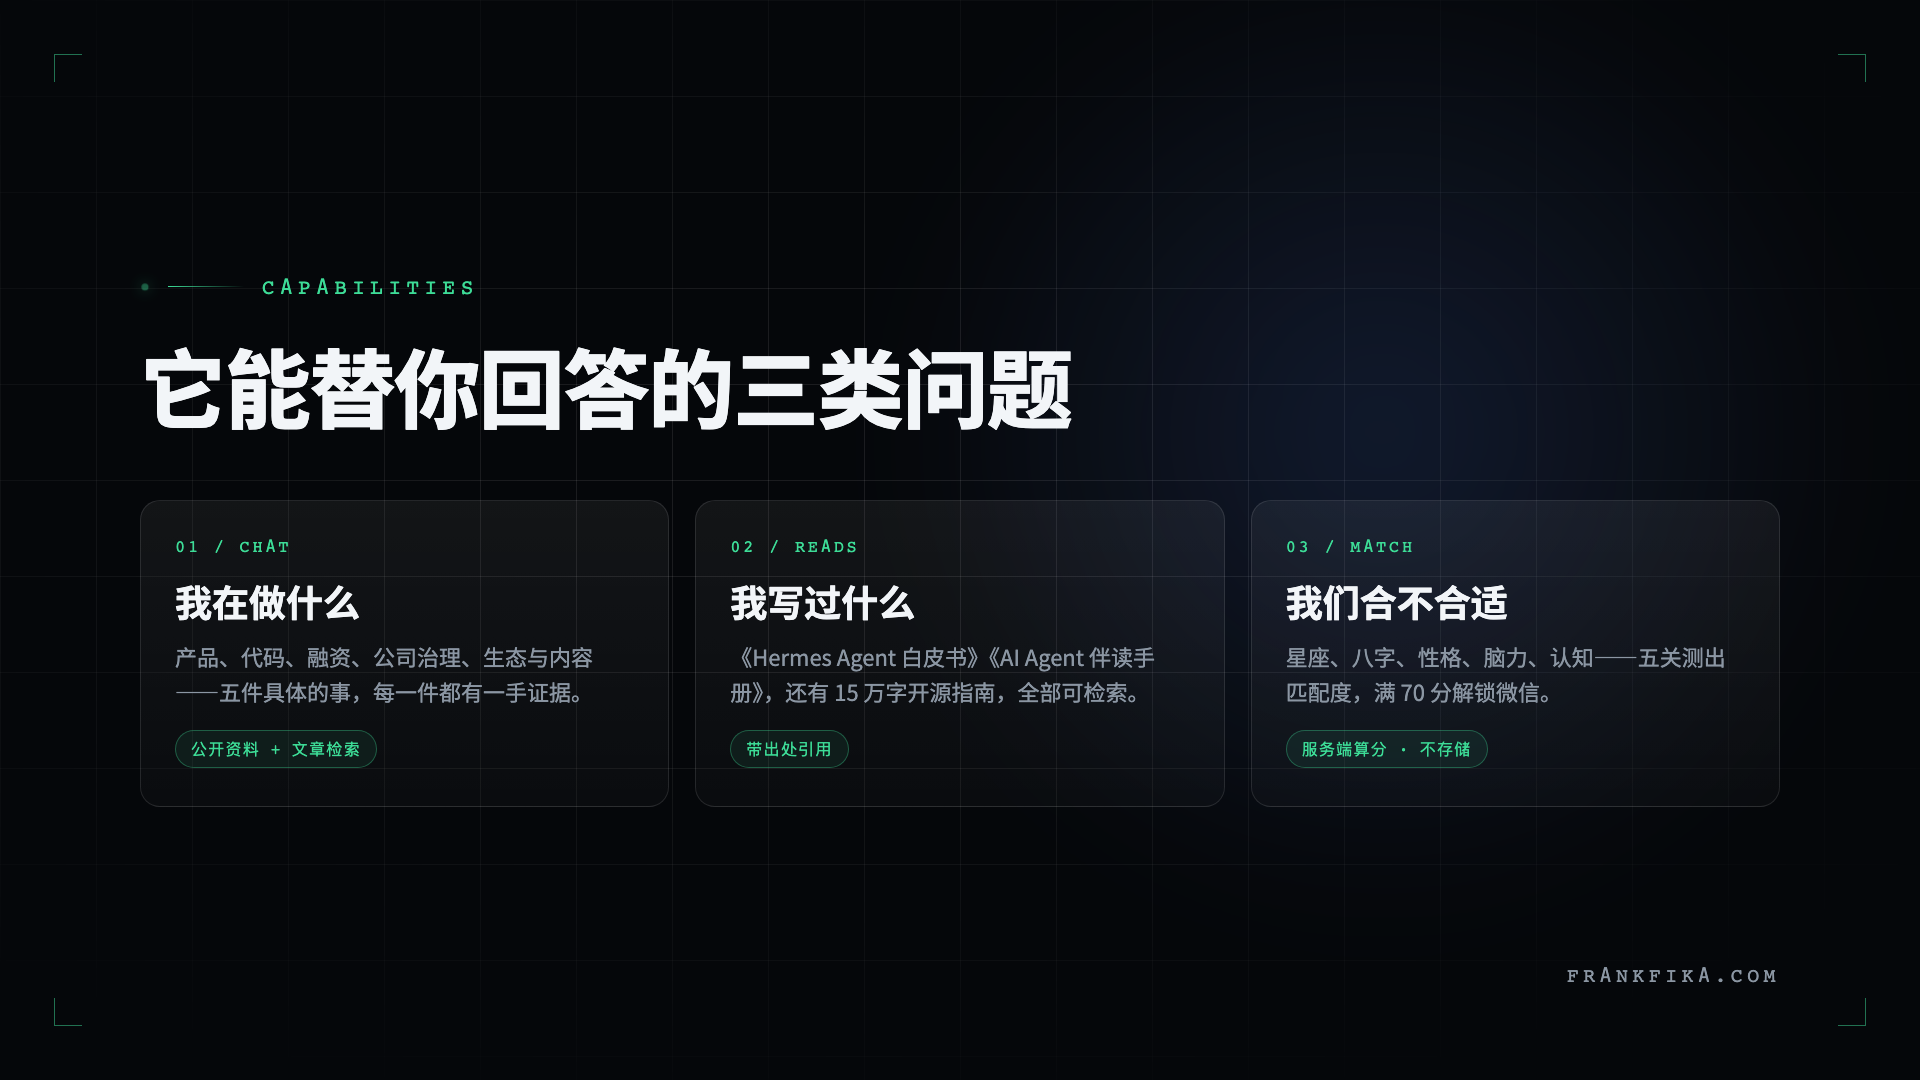 CAPABILITIES
它能替你回答的三类问题
01 / CHAT
我在做什么
产品、代码、融资、公司治理、生态与内容
——五件具体的事，每一件都有一手证据。
公开资料 + 文章检索
02 / READS
我写过什么
《Hermes Agent 白皮书》《AI Agent 伴读手
册》，还有 15 万字开源指南，全部可检索。
带出处引用
03 / MATCH
我们合不合适
星座、八字、性格、脑力、认知——五关测出
匹配度，满 70 分解锁微信。
服务端算分 · 不存储
FRANKFIKA.COM